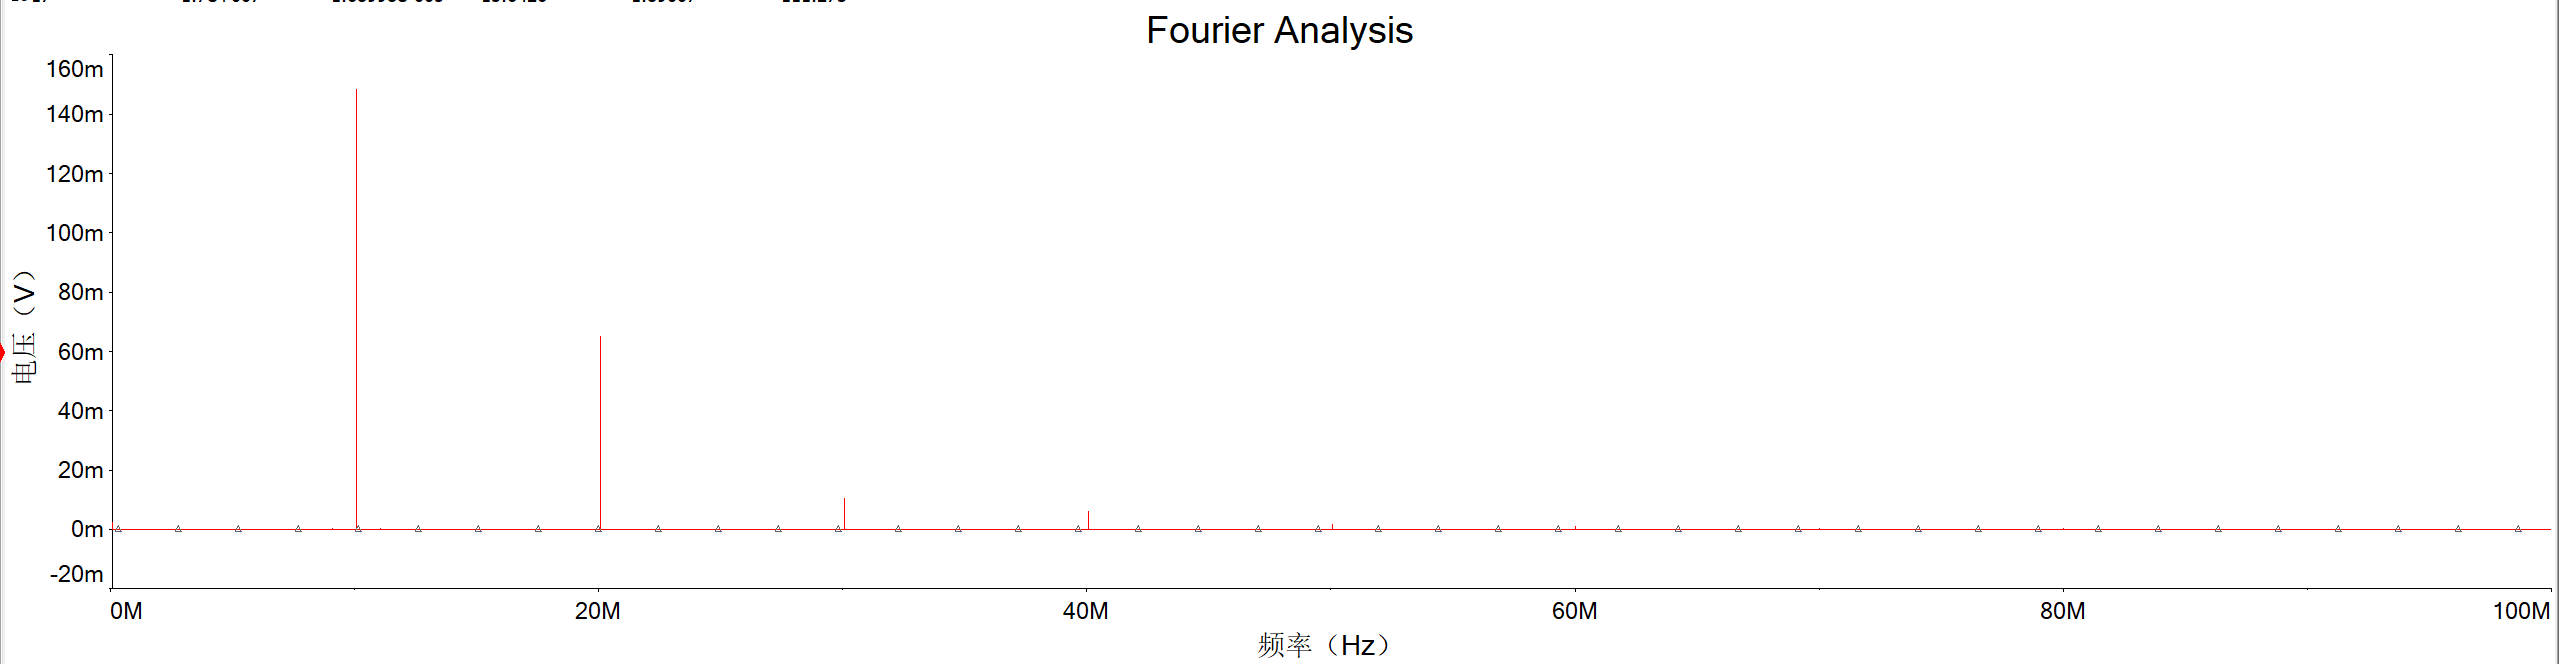 Fourier Analysis
160m
140m
120m
100m
80m
60m
40m
20m
0m
-20m
电压（V）
0M 20M 40M 60M 80M 100M
频率（Hz）